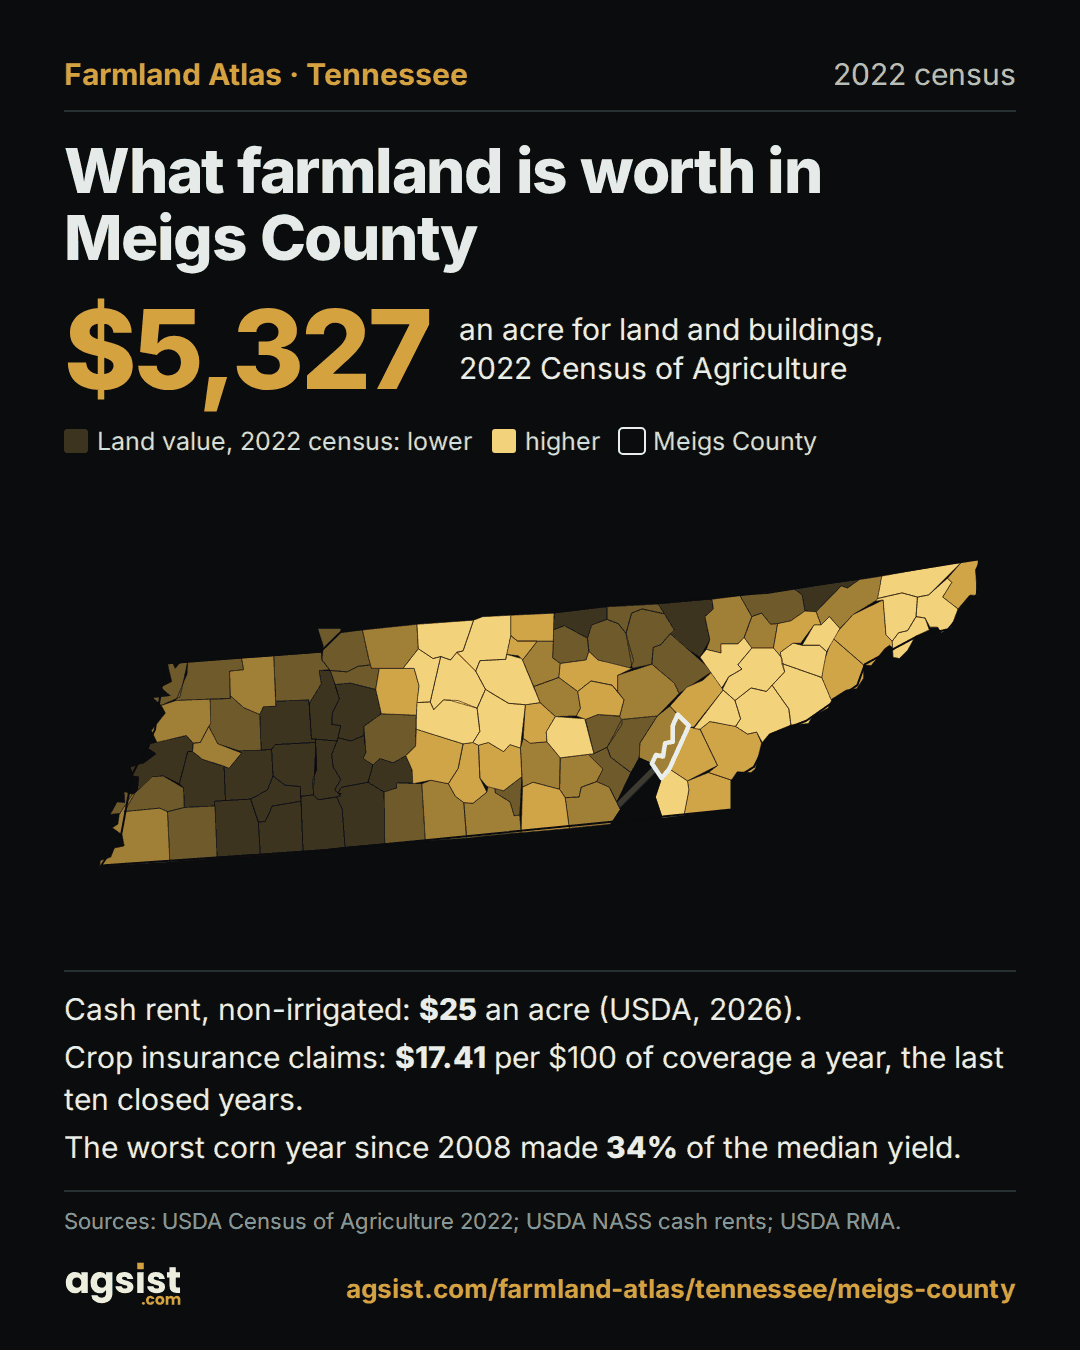 Farmland Atlas · Tennessee
2022 census
What farmland is worth in
Meigs County
$5,327
an acre for land and buildings,
2022 Census of Agriculture
Land value, 2022 census: lower
higher
Meigs County
Cash rent, non-irrigated: $25 an acre (USDA, 2026).
Crop insurance claims: $17.41 per $100 of coverage a year, the last
ten closed years.
The worst corn year since 2008 made 34% of the median yield.
Sources: USDA Census of Agriculture 2022; USDA NASS cash rents; USDA RMA.
agsist
.com
agsist.com/farmland-atlas/tennessee/meigs-county